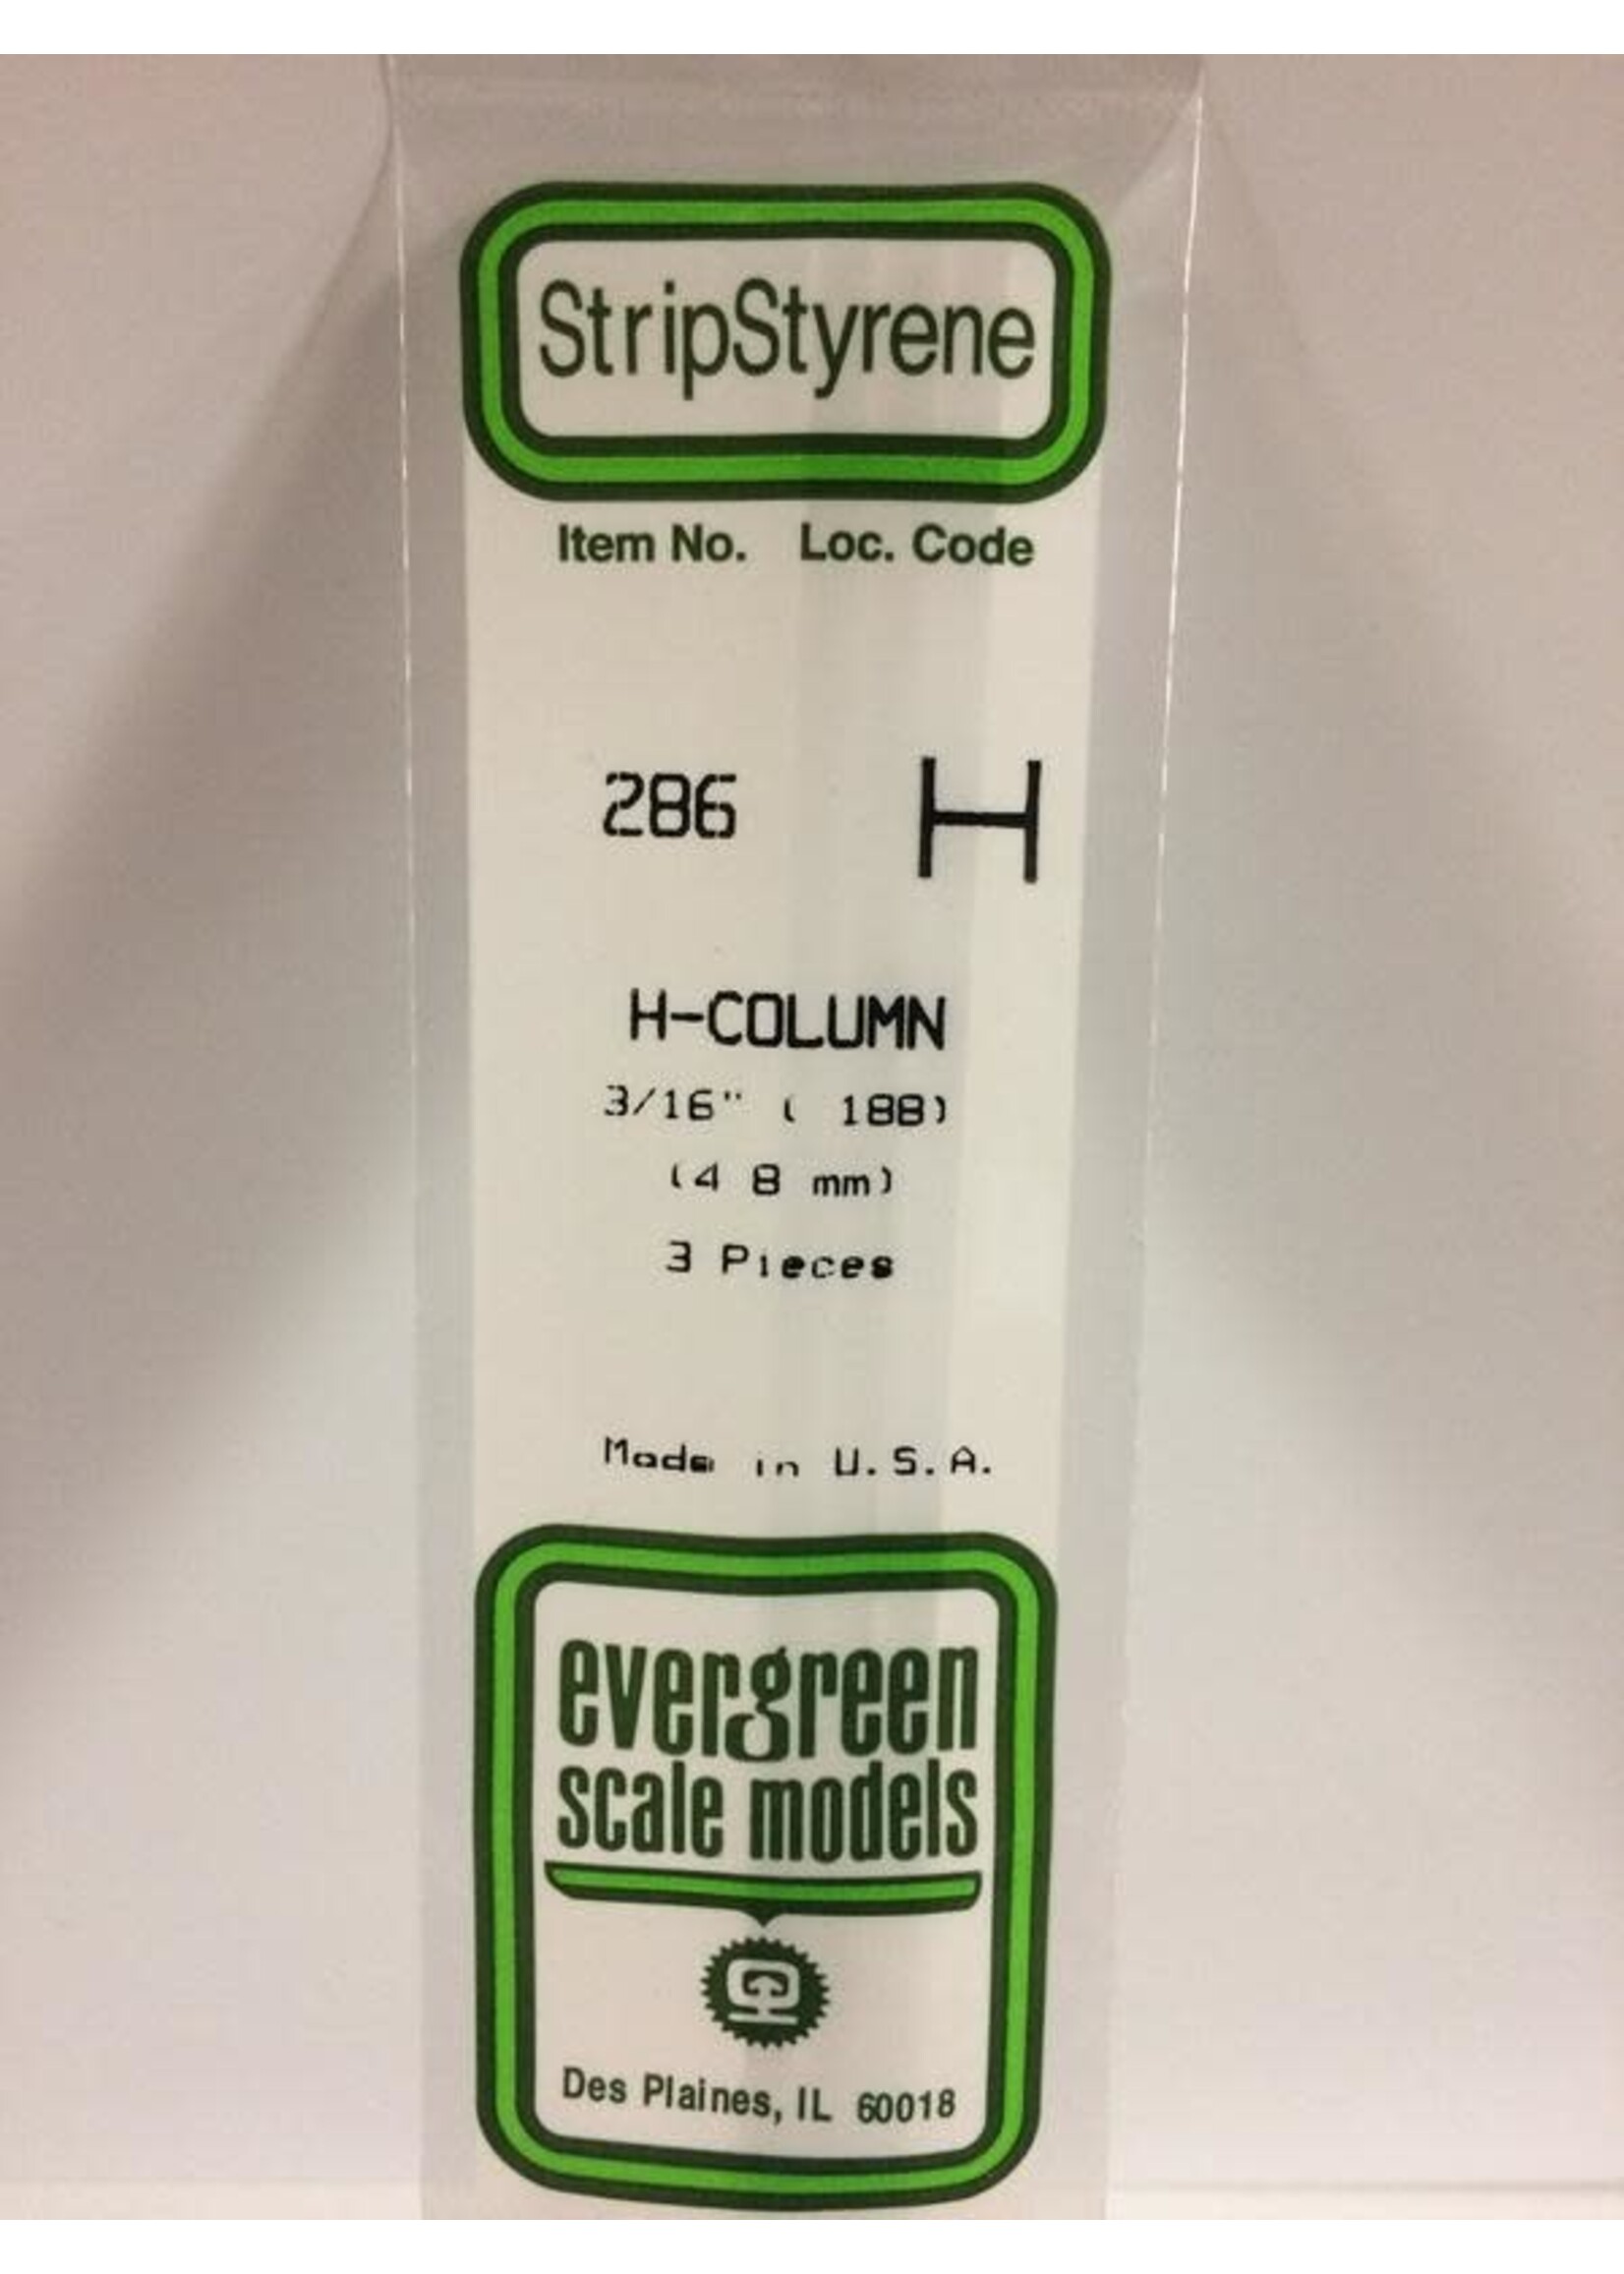 StripStyrene
Item No. Loc. Code
286 H
H-COLUMN
3/16" ( 188)
(4 8 mm)
3 Pieces
Made in U.S.A.
evergreen
scale models
Des Plaines, IL 60018